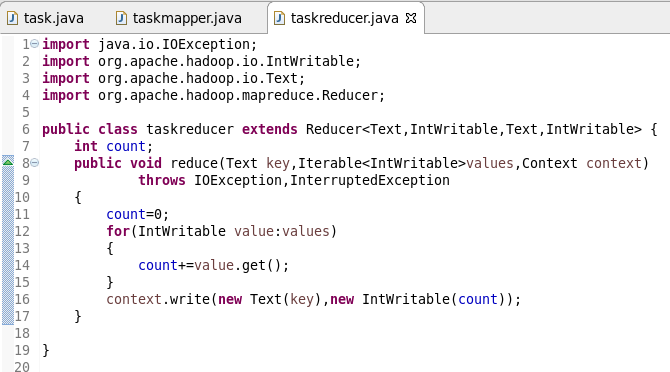 task.java taskmapper.java taskreducer.java
1 import java.io.IOException;
2 import org.apache.hadoop.io.IntWritable;
3 import org.apache.hadoop.io.Text;
4 import org.apache.hadoop.mapreduce.Reducer;
5
6 public class taskreducer extends Reducer<Text,IntWritable,Text,IntWritable> {
7     int count;
8     public void reduce(Text key,Iterable<IntWritable>values,Context context)
9             throws IOException,InterruptedException
10     {
11         count=0;
12         for(IntWritable value:values)
13         {
14             count+=value.get();
15         }
16         context.write(new Text(key),new IntWritable(count));
17     }
18
19 }
20